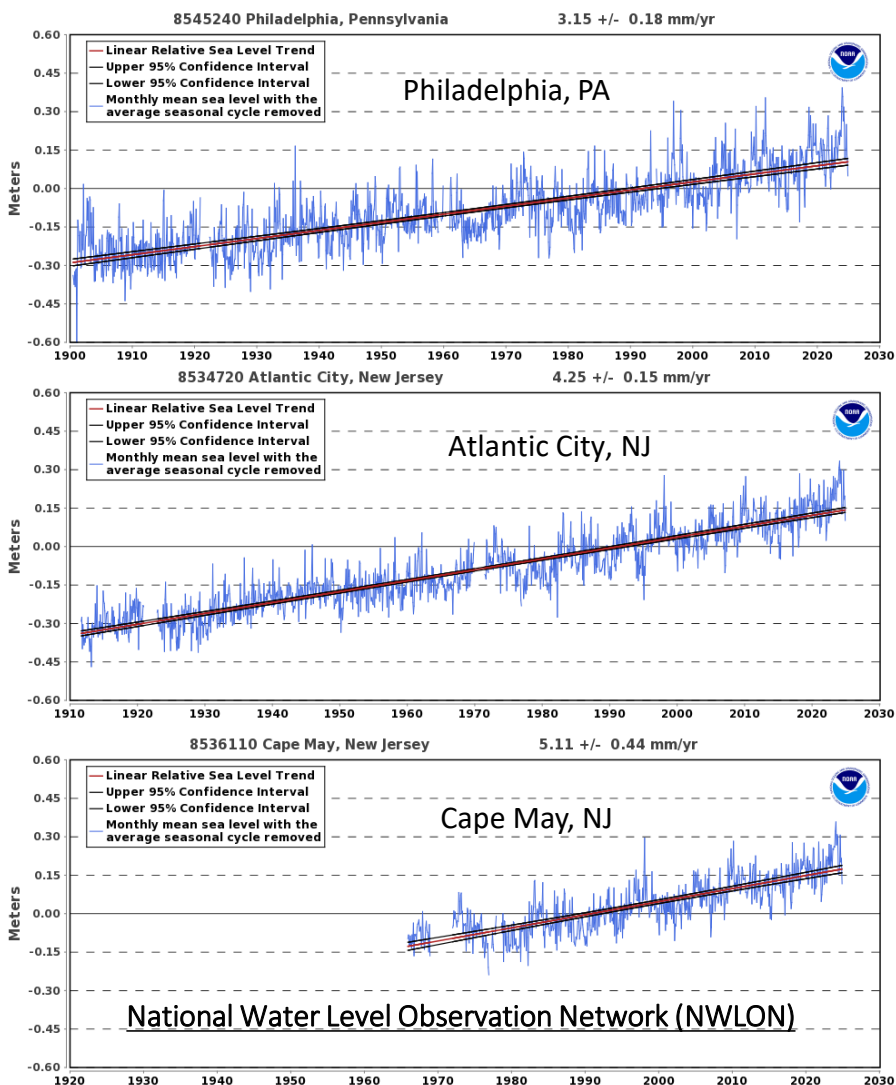 8545240 Philadelphia, Pennsylvania 3.15 +/- 0.18 mm/yr
0.60
Linear Relative Sea Level Trend
Upper 95% Confidence Interval
Lower 95% Confidence Interval
Monthly mean sea level with the
average seasonal cycle removed
Philadelphia, PA
NOAA
0.45
0.30
0.15
0.00
-0.15
-0.30
-0.45
-0.60
Meters
1900 1910 1920 1930 1940 1950 1960 1970 1980 1990 2000 2010 2020 2030
8534720 Atlantic City, New Jersey 4.25 +/- 0.15 mm/yr
0.60
Linear Relative Sea Level Trend
Upper 95% Confidence Interval
Lower 95% Confidence Interval
Monthly mean sea level with the
average seasonal cycle removed
Atlantic City, NJ
NOAA
0.45
0.30
0.15
0.00
-0.15
-0.30
-0.45
-0.60
Meters
1910 1920 1930 1940 1950 1960 1970 1980 1990 2000 2010 2020 2030
8536110 Cape May, New Jersey 5.11 +/- 0.44 mm/yr
0.60
Linear Relative Sea Level Trend
Upper 95% Confidence Interval
Lower 95% Confidence Interval
Monthly mean sea level with the
average seasonal cycle removed
Cape May, NJ
NOAA
0.45
0.30
0.15
0.00
-0.15
-0.30
-0.45
-0.60
Meters
National Water Level Observation Network (NWLON)
1920 1930 1940 1950 1960 1970 1980 1990 2000 2010 2020 2030